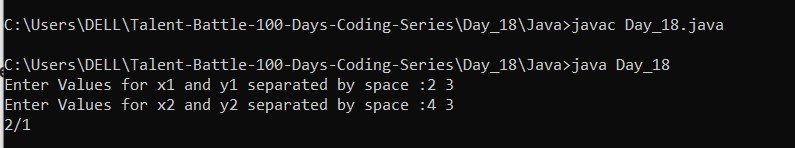 C:\Users\DELL\Talent-Battle-100-Days-Coding-Series\Day_18\Java>javac Day_18.java
C:\Users\DELL\Talent-Battle-100-Days-Coding-Series\Day_18\Java>java Day_18
Enter Values for x1 and y1 separated by space :2 3
Enter Values for x2 and y2 separated by space :4 3
2/1